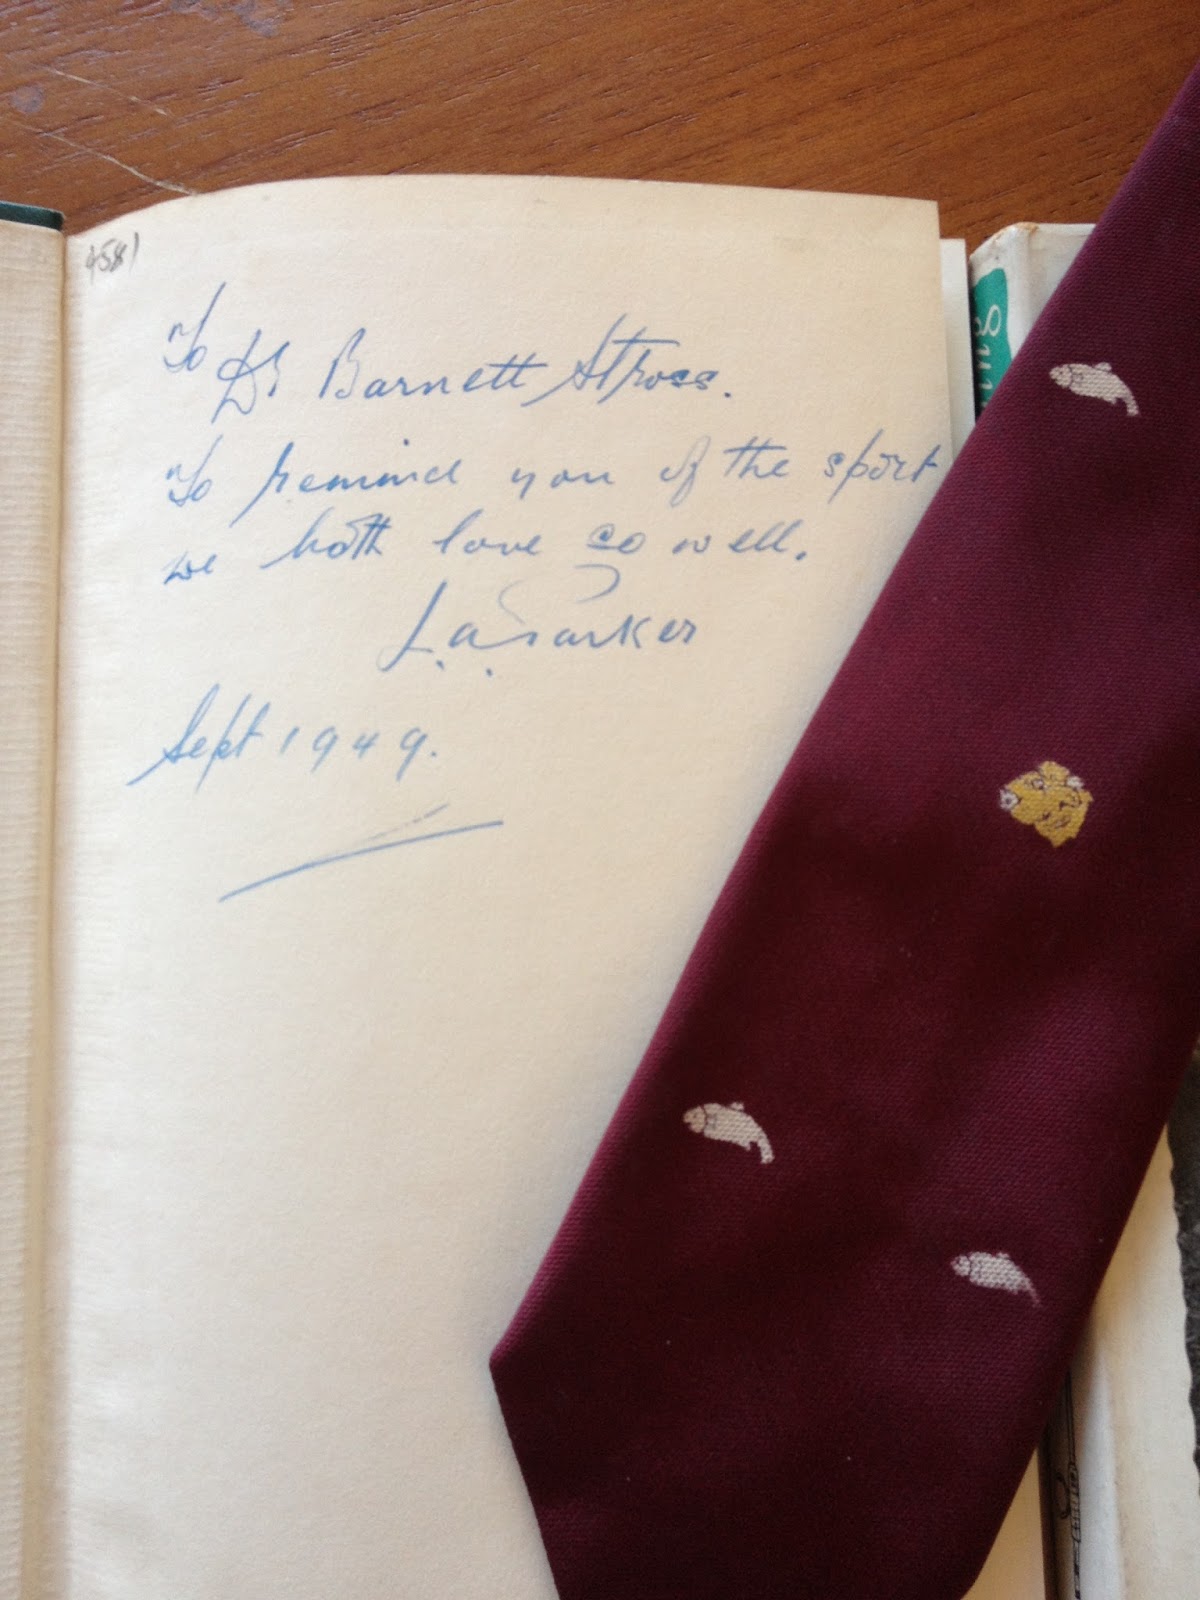 4581
To
Dr Barnett Stross.
To remind you of the sport
we both love so well.
L.A. Parker
Sept 1949.